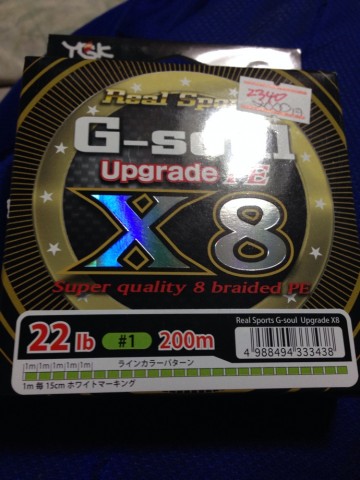 YGK
Real Sports
2340
G-soul
Upgrade PE
X8
Super quality 8 braided PE
22 lb #1 200m
Real Sports G-soul Upgrade X8
1m 1m 1m 1m 1m ラインカラーパターン
1m 毎 15cm ホワイトマーキング
4 988494 333438